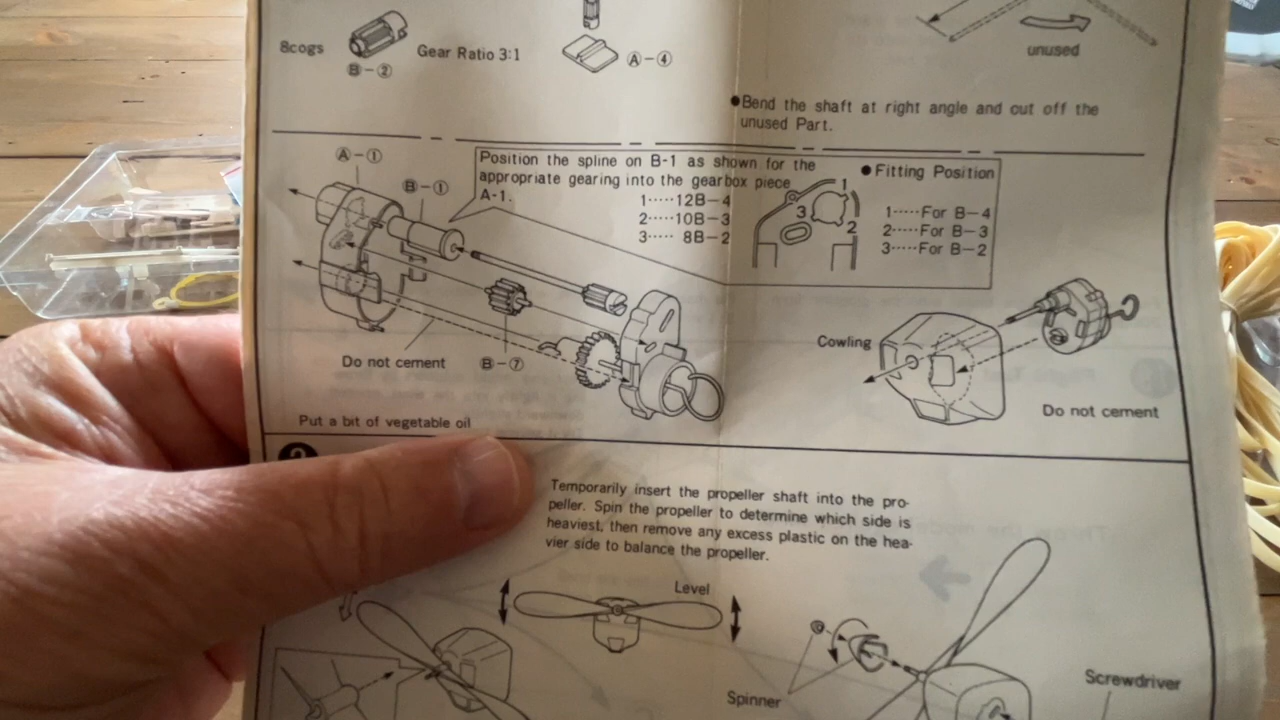 8cogs
B-②
Gear Ratio 3:1
A-④
unused
●Bend the shaft at right angle and cut off the
unused Part.
A-①
B-①
Position the spline on B-1 as shown for the
appropriate gearing into the gearbox piece
A-1.
1·····12B-4
2·····10B-3
3····· 8B-2
1
3
2
● Fitting Position
1·····For B-4
2·····For B-3
3·····For B-2
Do not cement
B-⑦
Put a bit of vegetable oil
Cowling
Do not cement
2
Temporarily insert the propeller shaft into the pro-
peller. Spin the propeller to determine which side is
heaviest, then remove any excess plastic on the hea-
vier side to balance the propeller.
Level
Spinner
Screwdriver